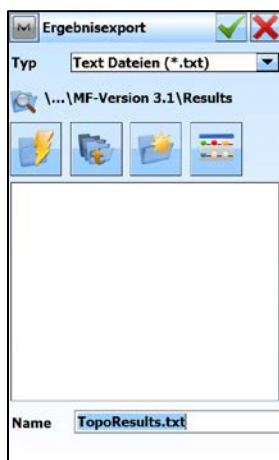 Ergebnisexport
Typ Text Dateien (*.txt)
\...\MF-Version 3.1\Results
Name TopoResults.txt